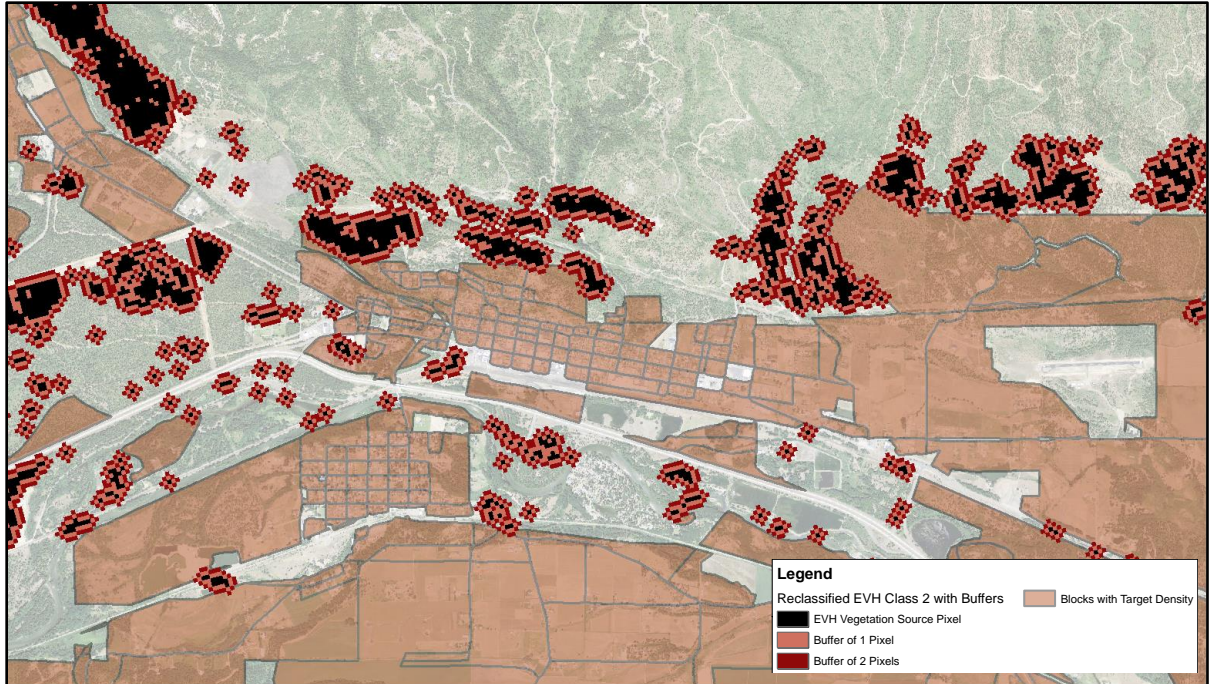 Legend
Reclassified EVH Class 2 with Buffers
EVH Vegetation Source Pixel
Buffer of 1 Pixel
Buffer of 2 Pixels
Blocks with Target Density